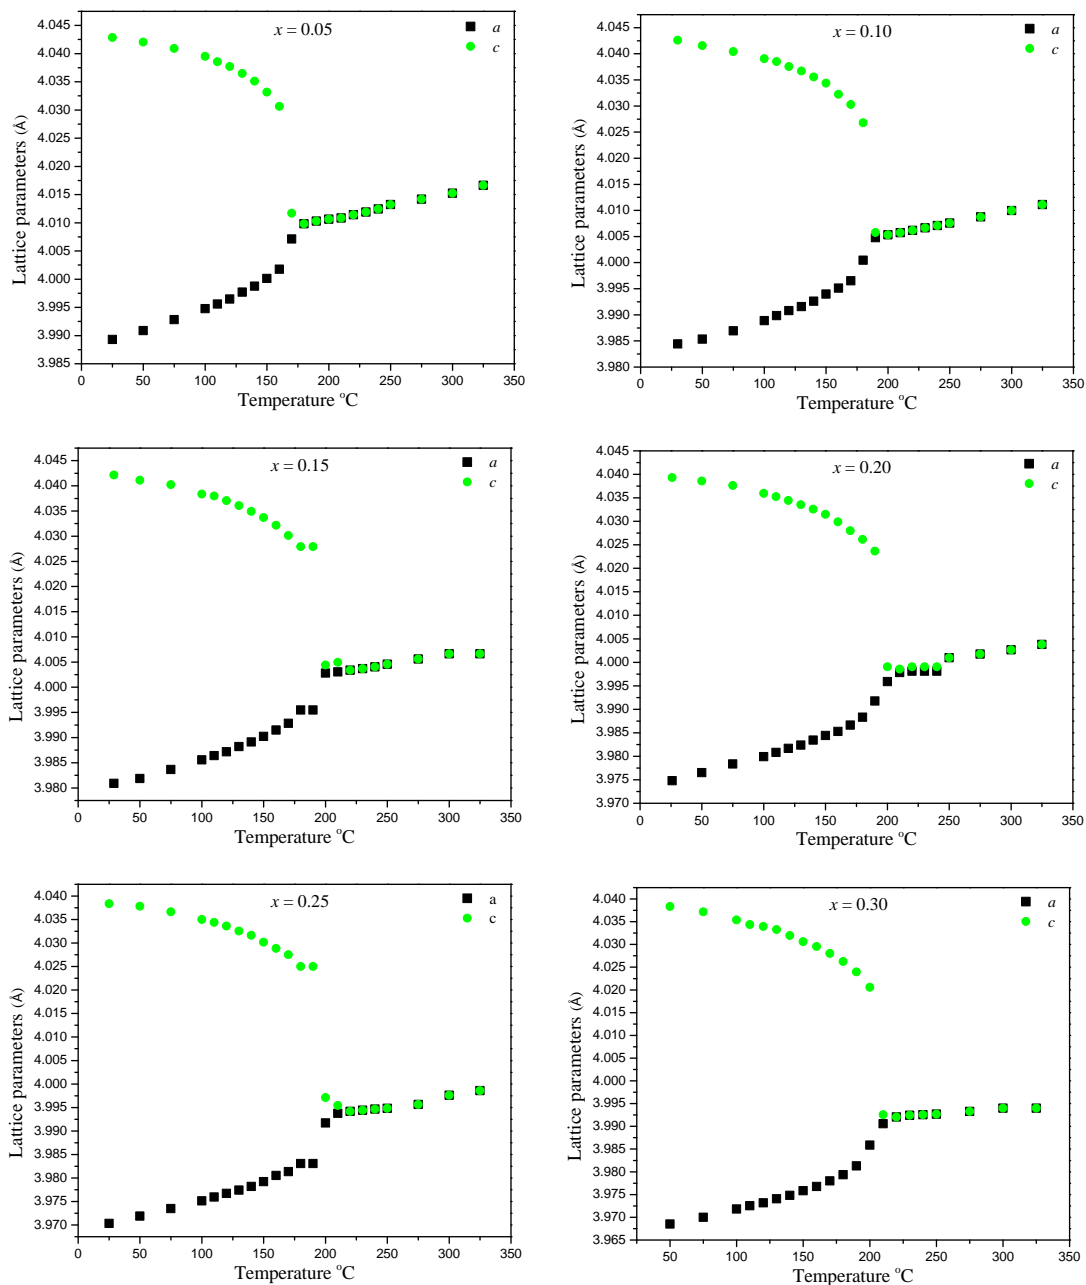 x = 0.05
a
c
4.045
4.040
4.035
4.030
4.025
4.020
4.015
4.010
4.005
4.000
3.995
3.990
3.985
0 50 100 150 200 250 300 350
Lattice parameters (Å)
Temperature °C
x = 0.10
a
c
4.045
4.040
4.035
4.030
4.025
4.020
4.015
4.010
4.005
4.000
3.995
3.990
3.985
3.980
0 50 100 150 200 250 300 350
Lattice parameters (Å)
Temperature °C
x = 0.15
a
c
4.045
4.040
4.035
4.030
4.025
4.020
4.015
4.010
4.005
4.000
3.995
3.990
3.985
3.980
0 50 100 150 200 250 300 350
Lattice parameters (Å)
Temperature °C
x = 0.20
a
c
4.045
4.040
4.035
4.030
4.025
4.020
4.015
4.010
4.005
4.000
3.995
3.990
3.985
3.980
3.975
3.970
0 50 100 150 200 250 300 350
Lattice parameters (Å)
Temperature °C
x = 0.25
a
c
4.040
4.035
4.030
4.025
4.020
4.015
4.010
4.005
4.000
3.995
3.990
3.985
3.980
3.975
3.970
0 50 100 150 200 250 300 350
Lattice parameters (Å)
Temperature °C
x = 0.30
a
c
4.040
4.035
4.030
4.025
4.020
4.015
4.010
4.005
4.000
3.995
3.990
3.985
3.980
3.975
3.970
3.965
50 100 150 200 250 300 350
Lattice parameters (Å)
Temperature °C